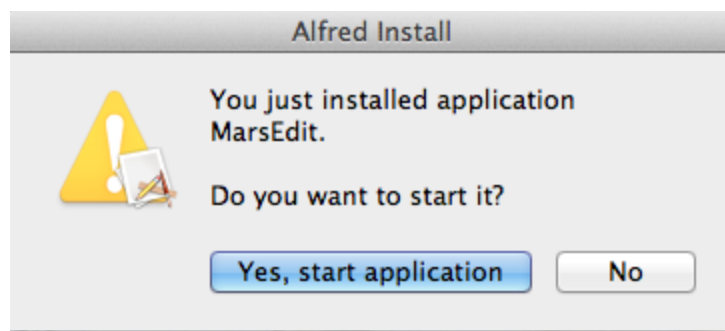 Alfred Install
You just installed application
MarsEdit.
Do you want to start it?
Yes, start application
No